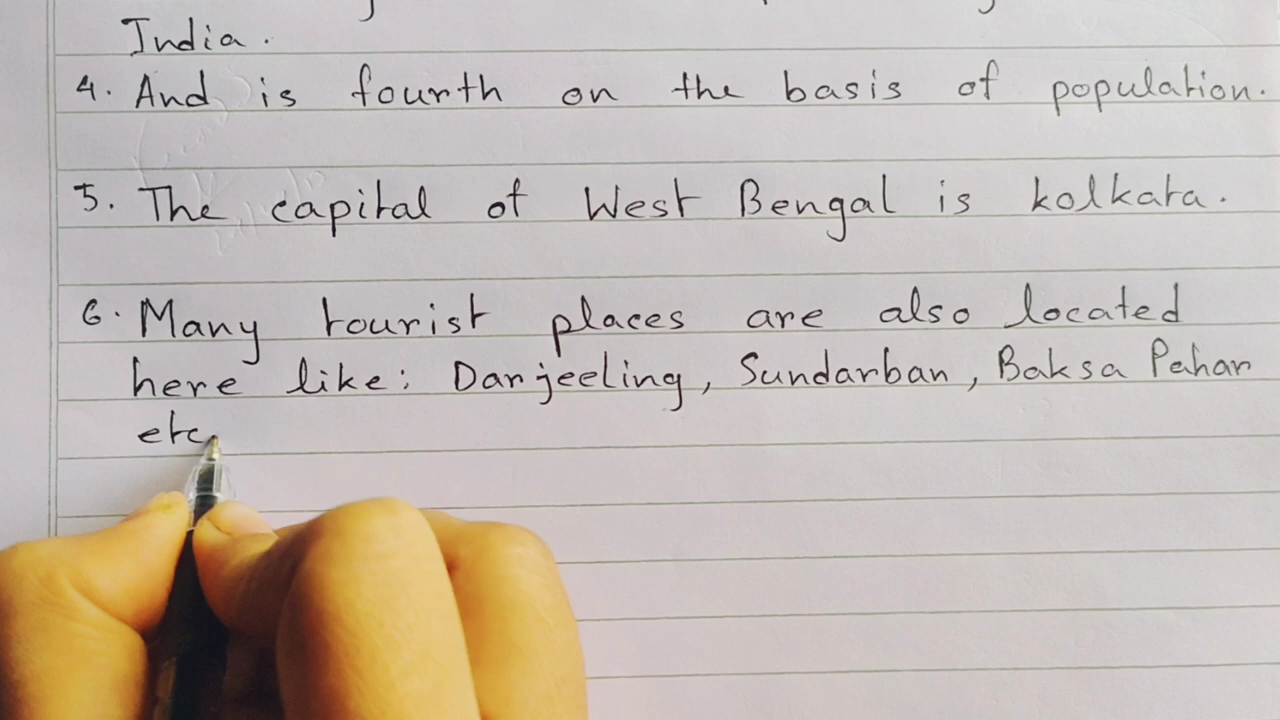 India.
4. And is fourth on the basis of population.
5. The capital of West Bengal is kolkata.
6. Many tourist places are also located
here like: Darjeeling, Sundarban, Baksa Pahar
etc.